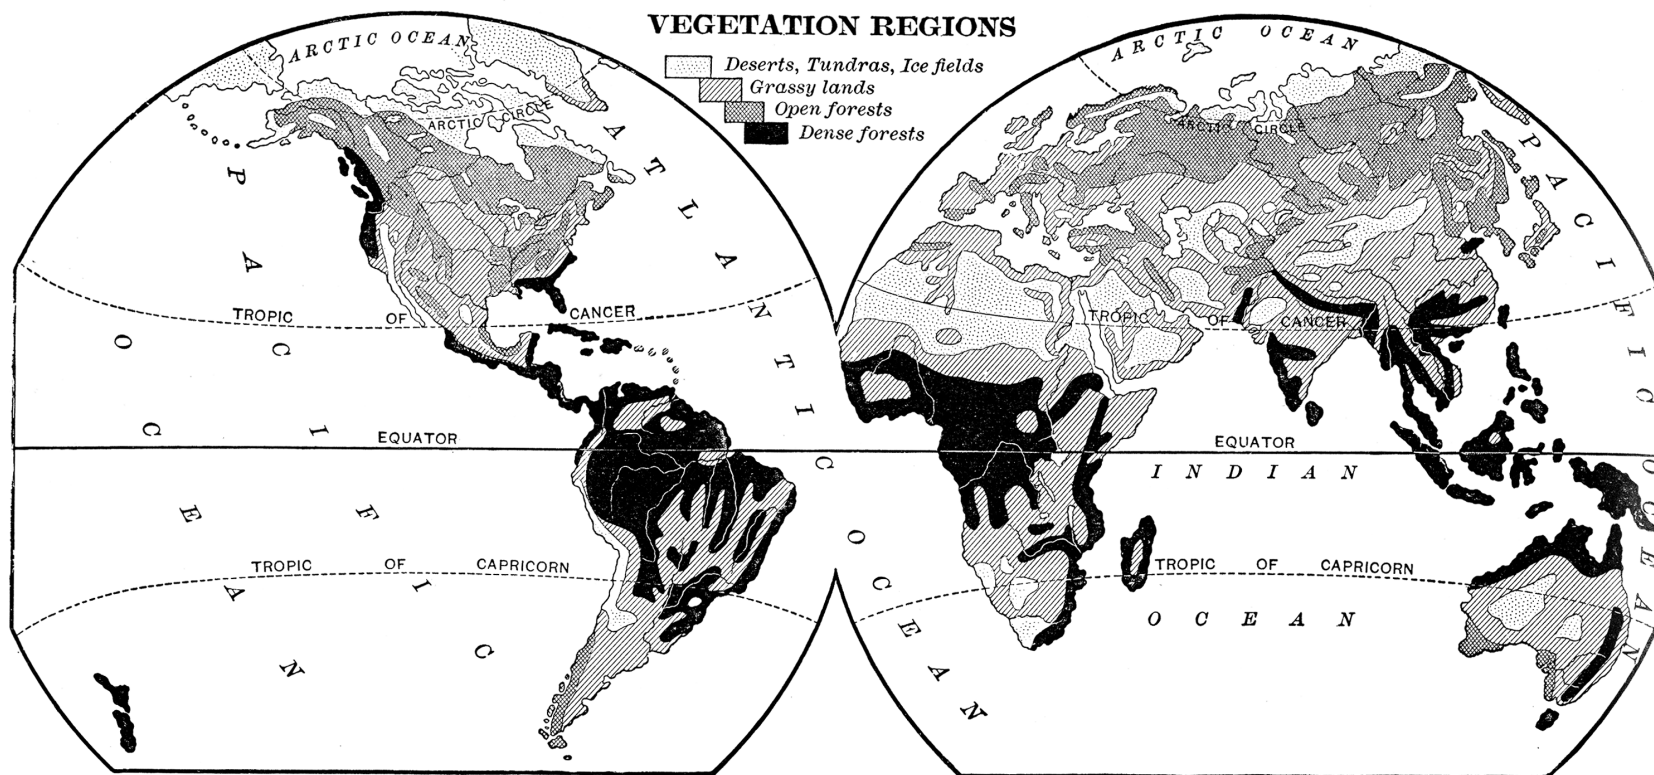 VEGETATION REGIONS
Deserts, Tundras, Ice fields
Grassy lands
Open forests
Dense forests
ARCTIC OCEAN
ARCTIC OCEAN
ARCTIC CIRCLE
ARCTIC CIRCLE
PACIFIC OCEAN
ATLANTIC OCEAN
PACIFIC OCEAN
TROPIC OF CANCER
TROPIC OF CANCER
EQUATOR
EQUATOR
INDIAN
OCEAN
TROPIC OF CAPRICORN
TROPIC OF CAPRICORN